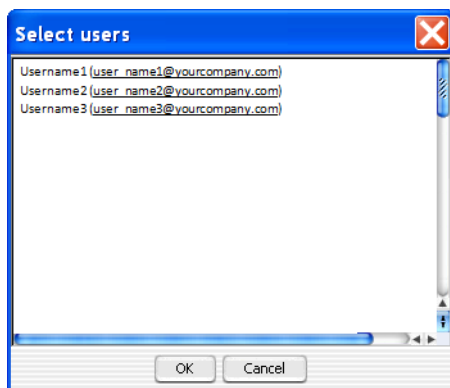 Select users
Username1 (user_name1@yourcompany.com)
Username2 (user_name2@yourcompany.com)
Username3 (user_name3@yourcompany.com)
OK Cancel